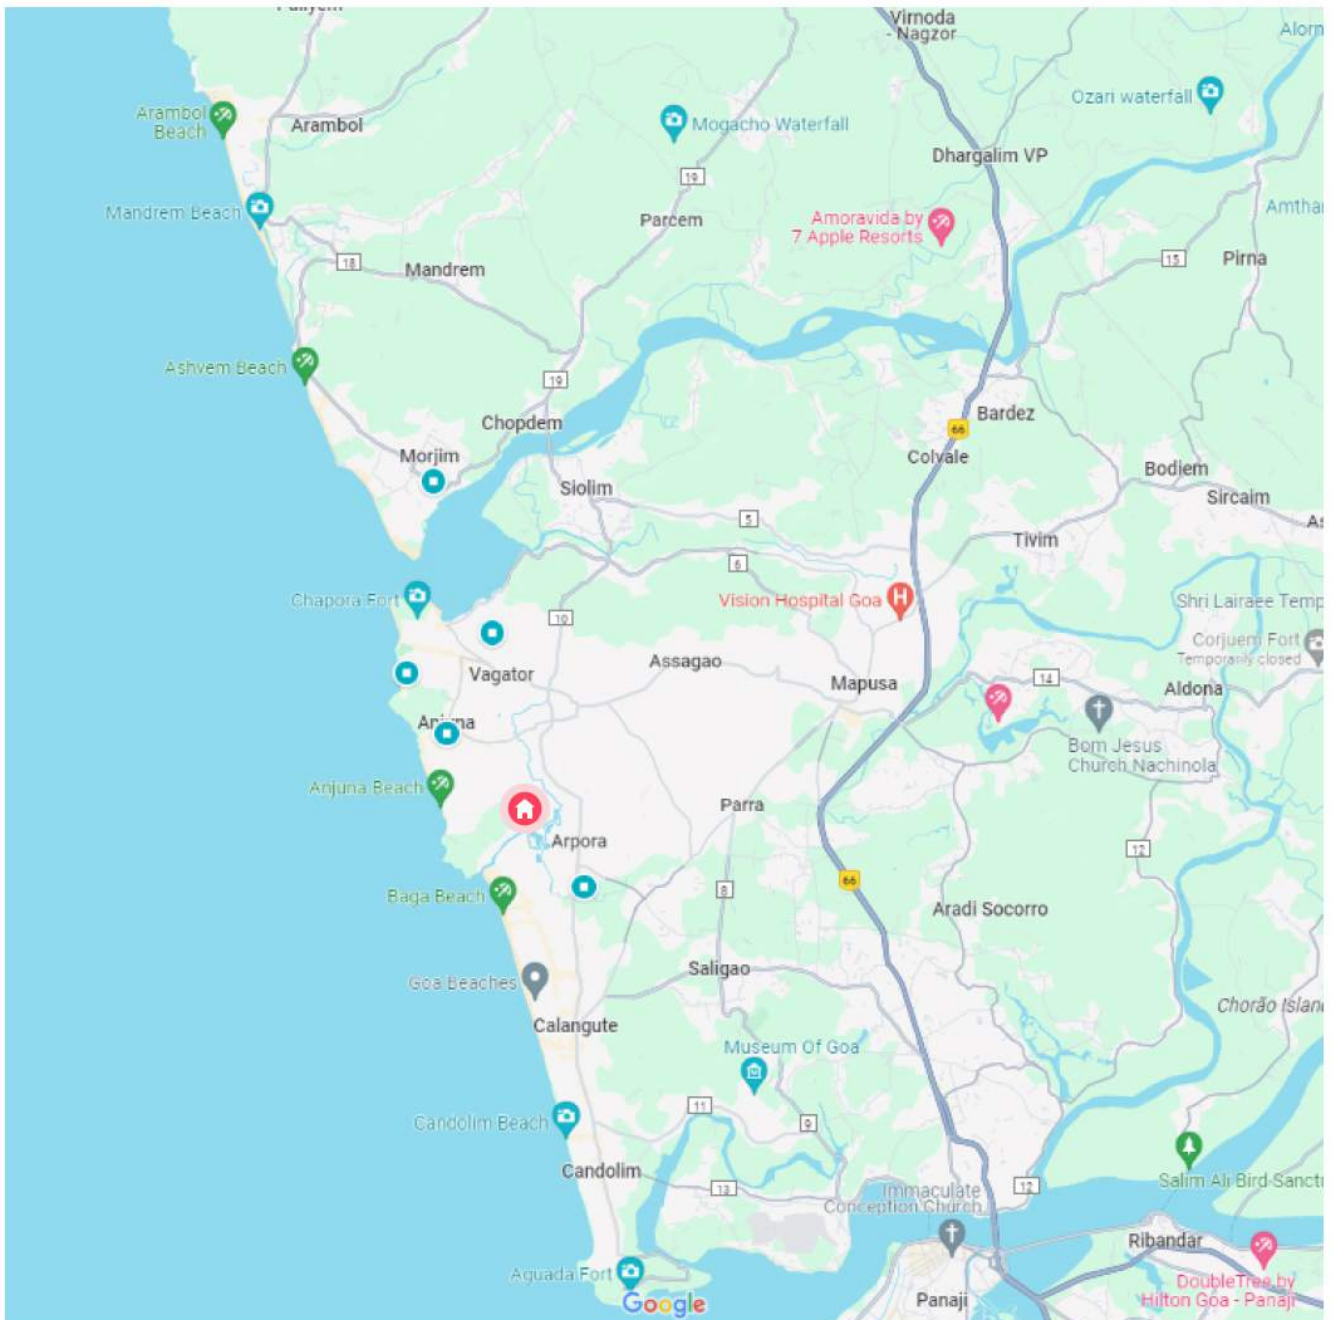 Virnoda
- Nagzor
Alorn
Arambol
Beach
Arambol
Mogacho Waterfall
Ozari waterfall
Dhargalim VP
19
Mandrem Beach
Parcem
Amoravida by
7 Apple Resorts
Amthar
18
Mandrem
15
Pirna
Ashvem Beach
19
Chopdem
Bardez
66
Colvale
Morjim
Siolim
Bodiem
Sircaim
As
5
Tivim
6
Chapora Fort
Vision Hospital Goa
Shri Lairaee Temp
10
Corjuem Fort
Temporarily closed
Vagator
Assagao
Mapusa
14
Aldona
Anjuna
Bom Jesus
Church Nachinola
Anjuna Beach
Parra
Arpora
12
66
8
Baga Beach
Aradi Socorro
Saligao
Goa Beaches
Calangute
Chorão Islan
Museum Of Goa
11
9
Candolim Beach
Candolim
13
12
Immaculate
Conception Church
Salim Ali Bird Sanct
Ribandar
Aguada Fort
Google
Panaji
DoubleTree by
Hilton Goa - Panaji